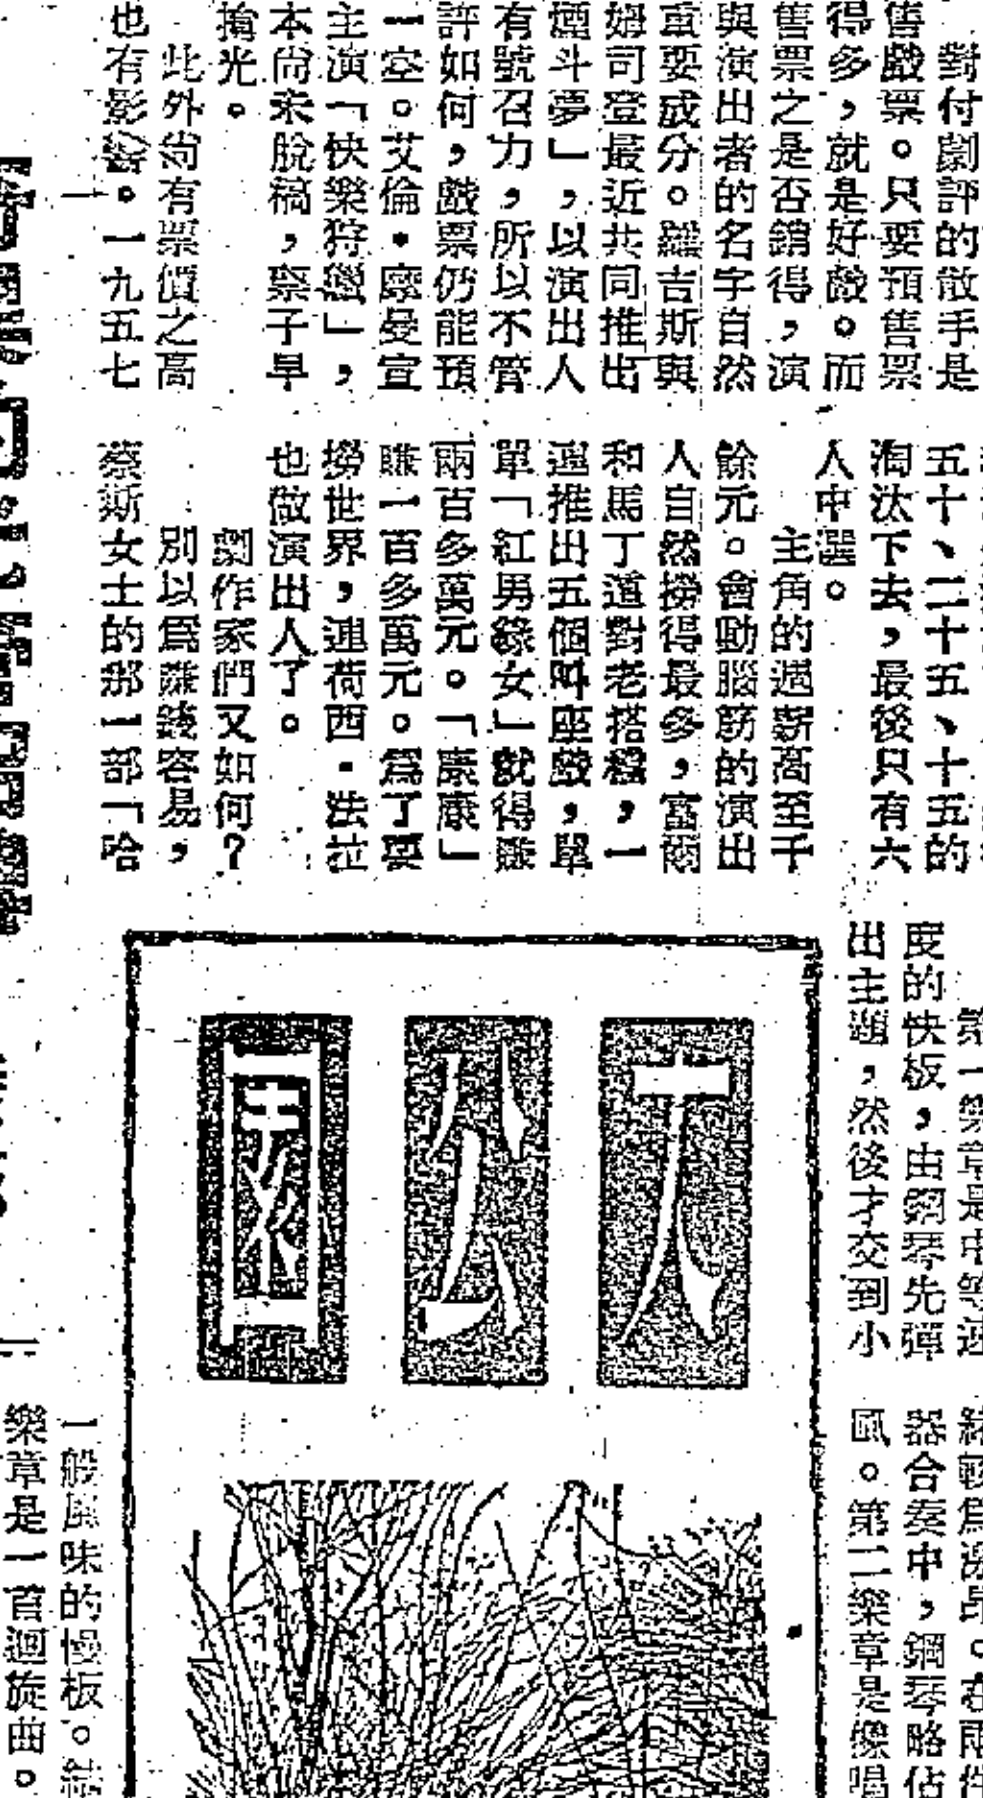 對付劇評的敵手是
售戲票。只要預售票
得多，就是好戲。而
售票之是否銷得，演
與演出者的名字自然
重要成分。羅吉斯與
姆司登最近共同推出
煙斗夢」，以演出人
有號召力，所以不管
許如何，戲票仍能預
一空。艾倫·摩曼宣
主演「快樂狩獵」，
本尚未脫稿，票子早
搶光。
此外尚有票價之高
也有影響。一九五七
五十、二十五、十五的
淘汰下去，最後只有六
人中選。
主角的週薪高至千
餘元。會動腦筋的演出
人自然撈得最多，富爾
和馬丁道對老搭檔，一
連推出五個叫座戲，單
單「紅男綠女」就得賺
兩百多萬元。「康康」
賺一百多萬元。爲了要
撈世界，連荷西·法拉
也做演出人了。
劇作家們又如何？
別以爲賺錢容易，
蔡斯女士的那一部「哈
第一樂章是中等速
度的快板，由鋼琴先彈
出主題，然後才交到小
大公園
器合奏中，鋼琴略佔
風。第二樂章是像唱
一般風味的慢板。
樂章是一首迴旋曲。